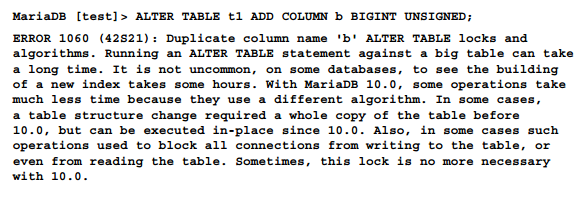 MariaDB [test]> ALTER TABLE t1 ADD COLUMN b BIGINT UNSIGNED;
ERROR 1060 (42S21): Duplicate column name 'b' ALTER TABLE locks and
algorithms. Running an ALTER TABLE statement against a big table can take
a long time. It is not uncommon, on some databases, to see the building
of a new index takes some hours. With MariaDB 10.0, some operations take
much less time because they use a different algorithm. In some cases,
a table structure change required a whole copy of the table before
10.0, but can be executed in-place since 10.0. Also, in some cases such
operations used to block all connections from writing to the table, or
even from reading the table. Sometimes, this lock is no more necessary
with 10.0.